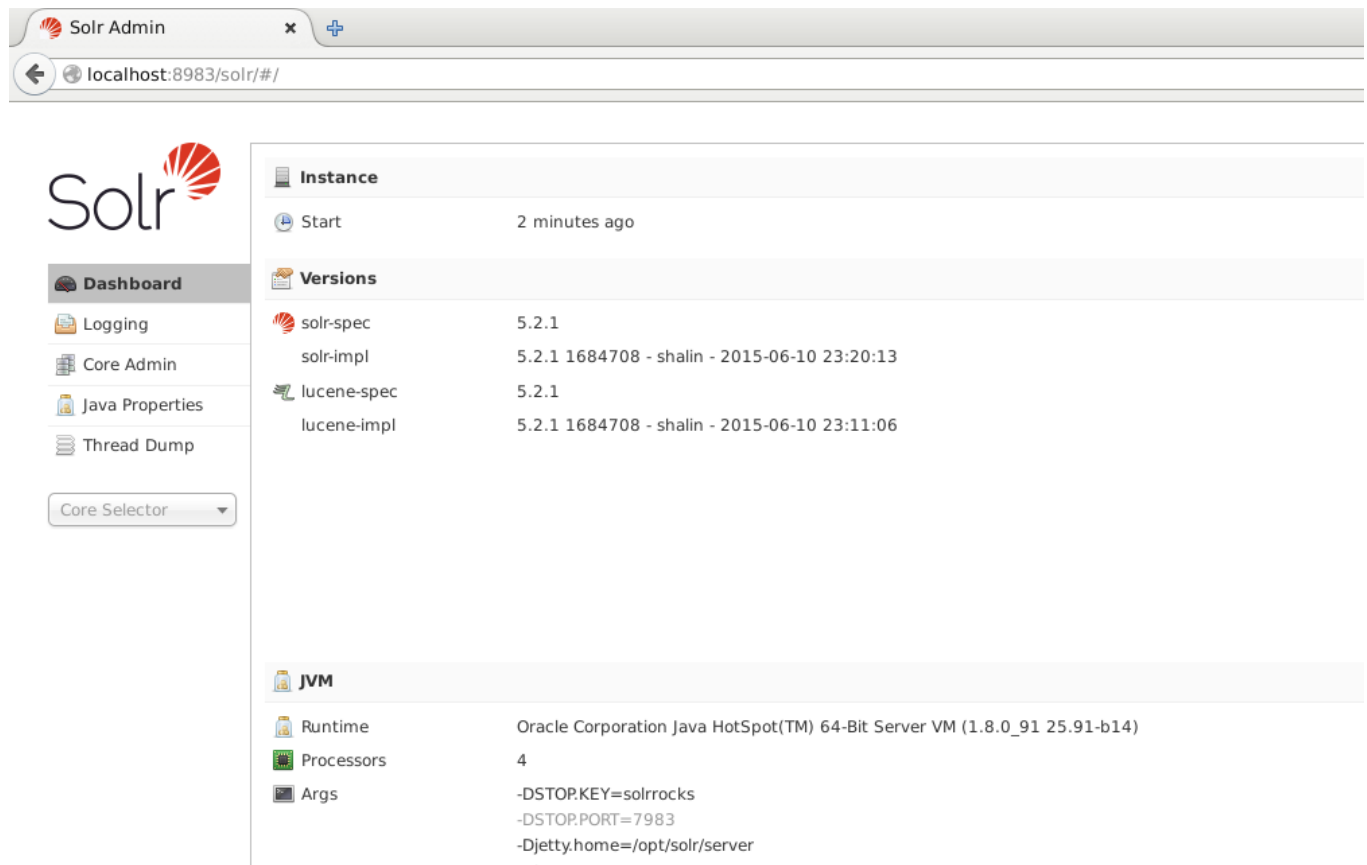 Solr Admin
localhost:8983/solr/#/
Solr
Dashboard
Logging
Core Admin
Java Properties
Thread Dump
Core Selector
Instance
Start 2 minutes ago
Versions
solr-spec 5.2.1
solr-impl 5.2.1 1684708 - shalin - 2015-06-10 23:20:13
lucene-spec 5.2.1
lucene-impl 5.2.1 1684708 - shalin - 2015-06-10 23:11:06
JVM
Runtime Oracle Corporation Java HotSpot(TM) 64-Bit Server VM (1.8.0_91 25.91-b14)
Processors 4
Args -DSTOP.KEY=solrrocks
-DSTOP.PORT=7983
-Djetty.home=/opt/solr/server